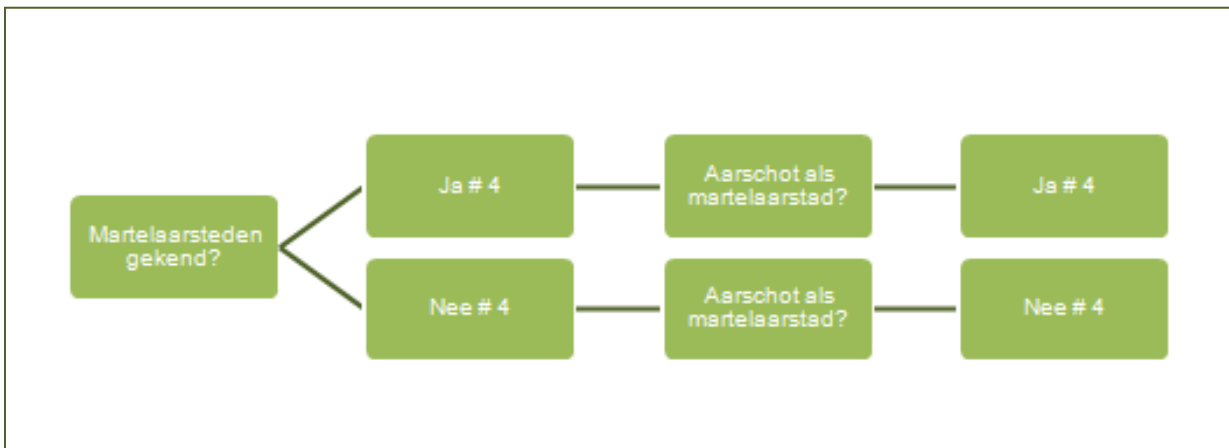 Martelaarsteden
gekend?
Ja # 4
Aarschot als
martelaarstad?
Ja # 4
Nee # 4
Aarschot als
martelaarstad?
Nee # 4